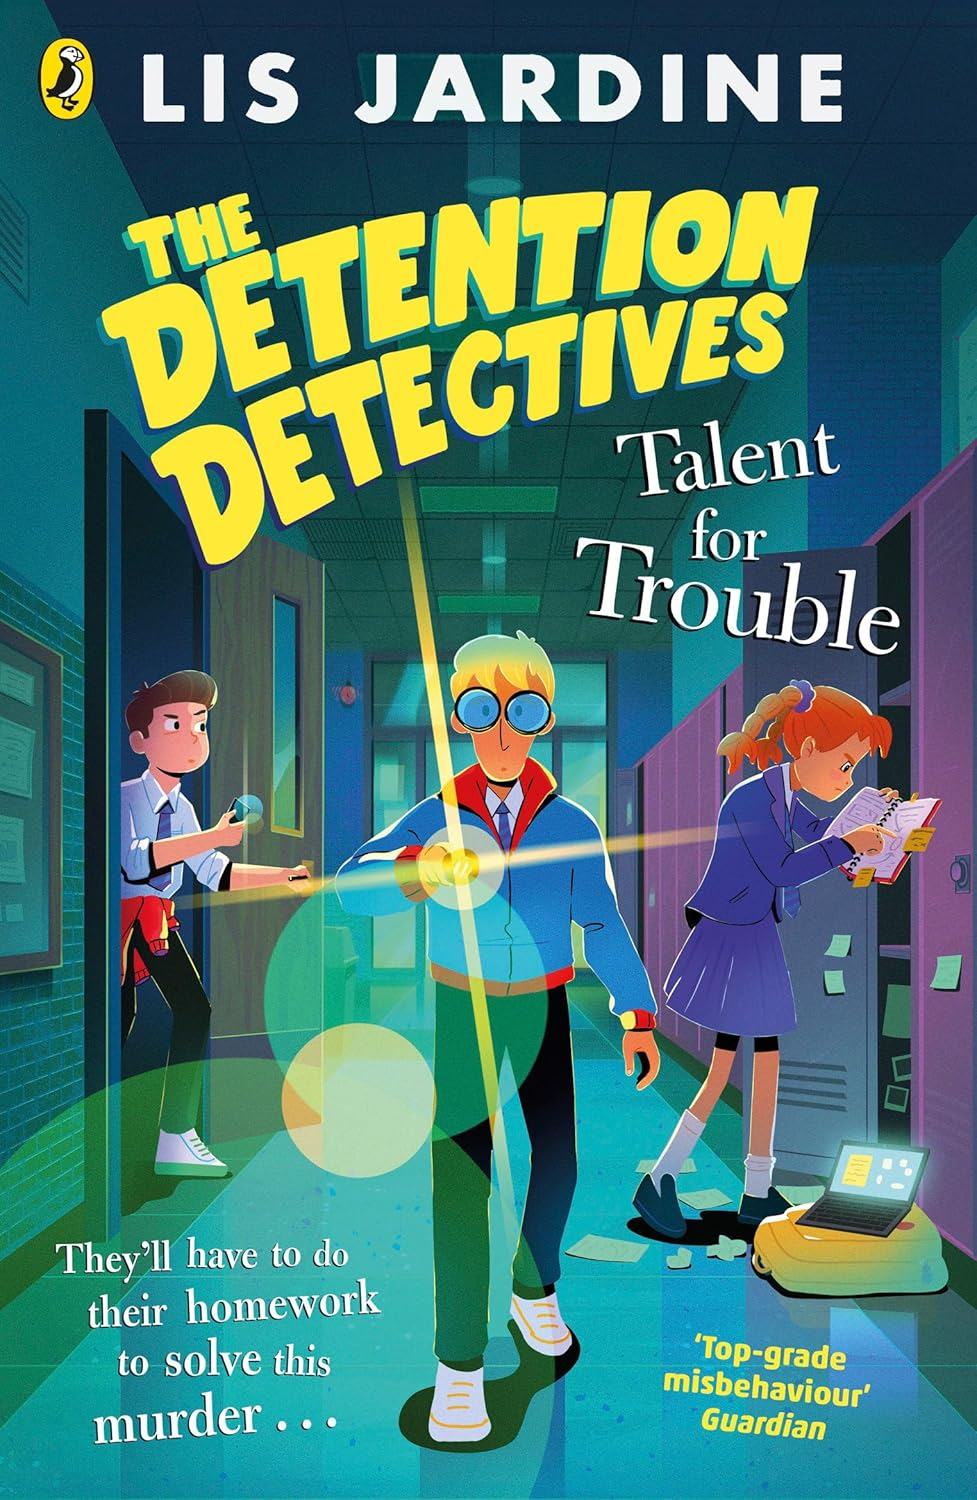 LIS JARDINE
THE
DETENTION
DETECTIVES
Talent
for
Trouble
They’ll have to do
their homework
to solve this
murder . . .
‘Top-grade
misbehaviour’
Guardian